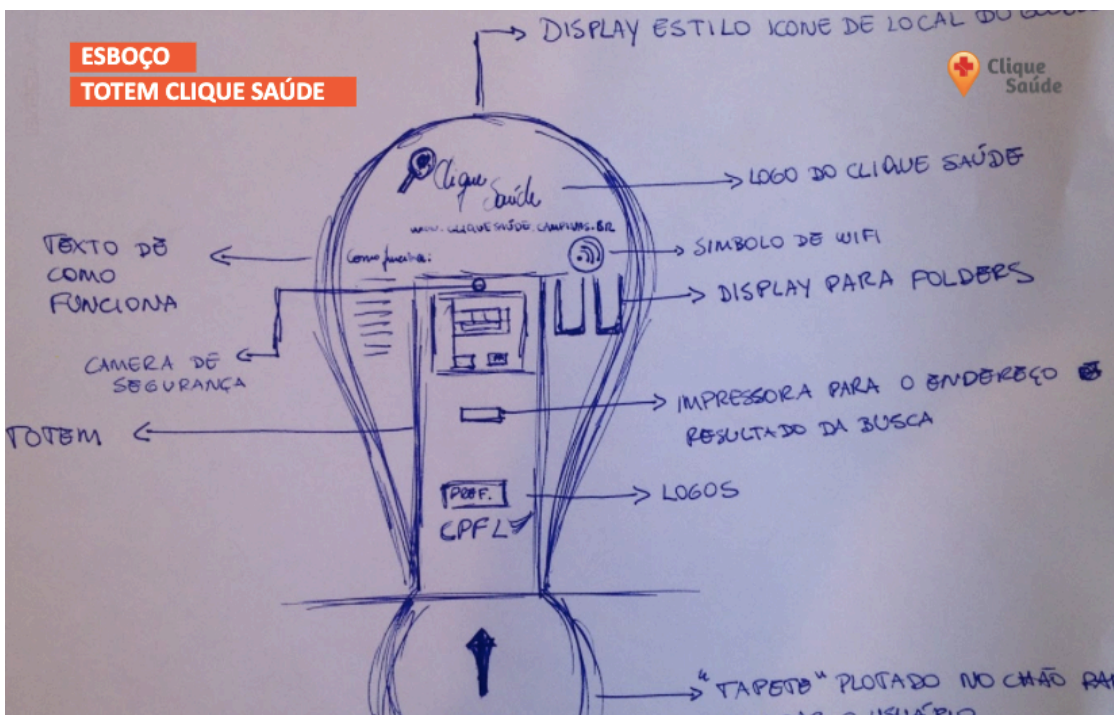 ESBOÇO
TOTEM CLIQUE SAÚDE
DISPLAY ESTILO ICONE DE LOCAL DO
Clique
Saúde
Clique
Saúde
LOGO DO CLIQUE SAÚDE
WWW.CLIQUESAÚDE.CAMPINAS.BR
SIMBOLO DE WIFI
TEXTO DE
COMO
FUNCIONA
Como funciona:
DISPLAY PARA FOLDERS
CAMERA DE
SEGURANÇA
IMPRESSORA PARA O ENDEREÇO
RESULTADO DA BUSCA
TOTEM
PREF.
LOGOS
CPFL
"TAPETE" PLOTADO NO CHÃO
O USUÁRIO